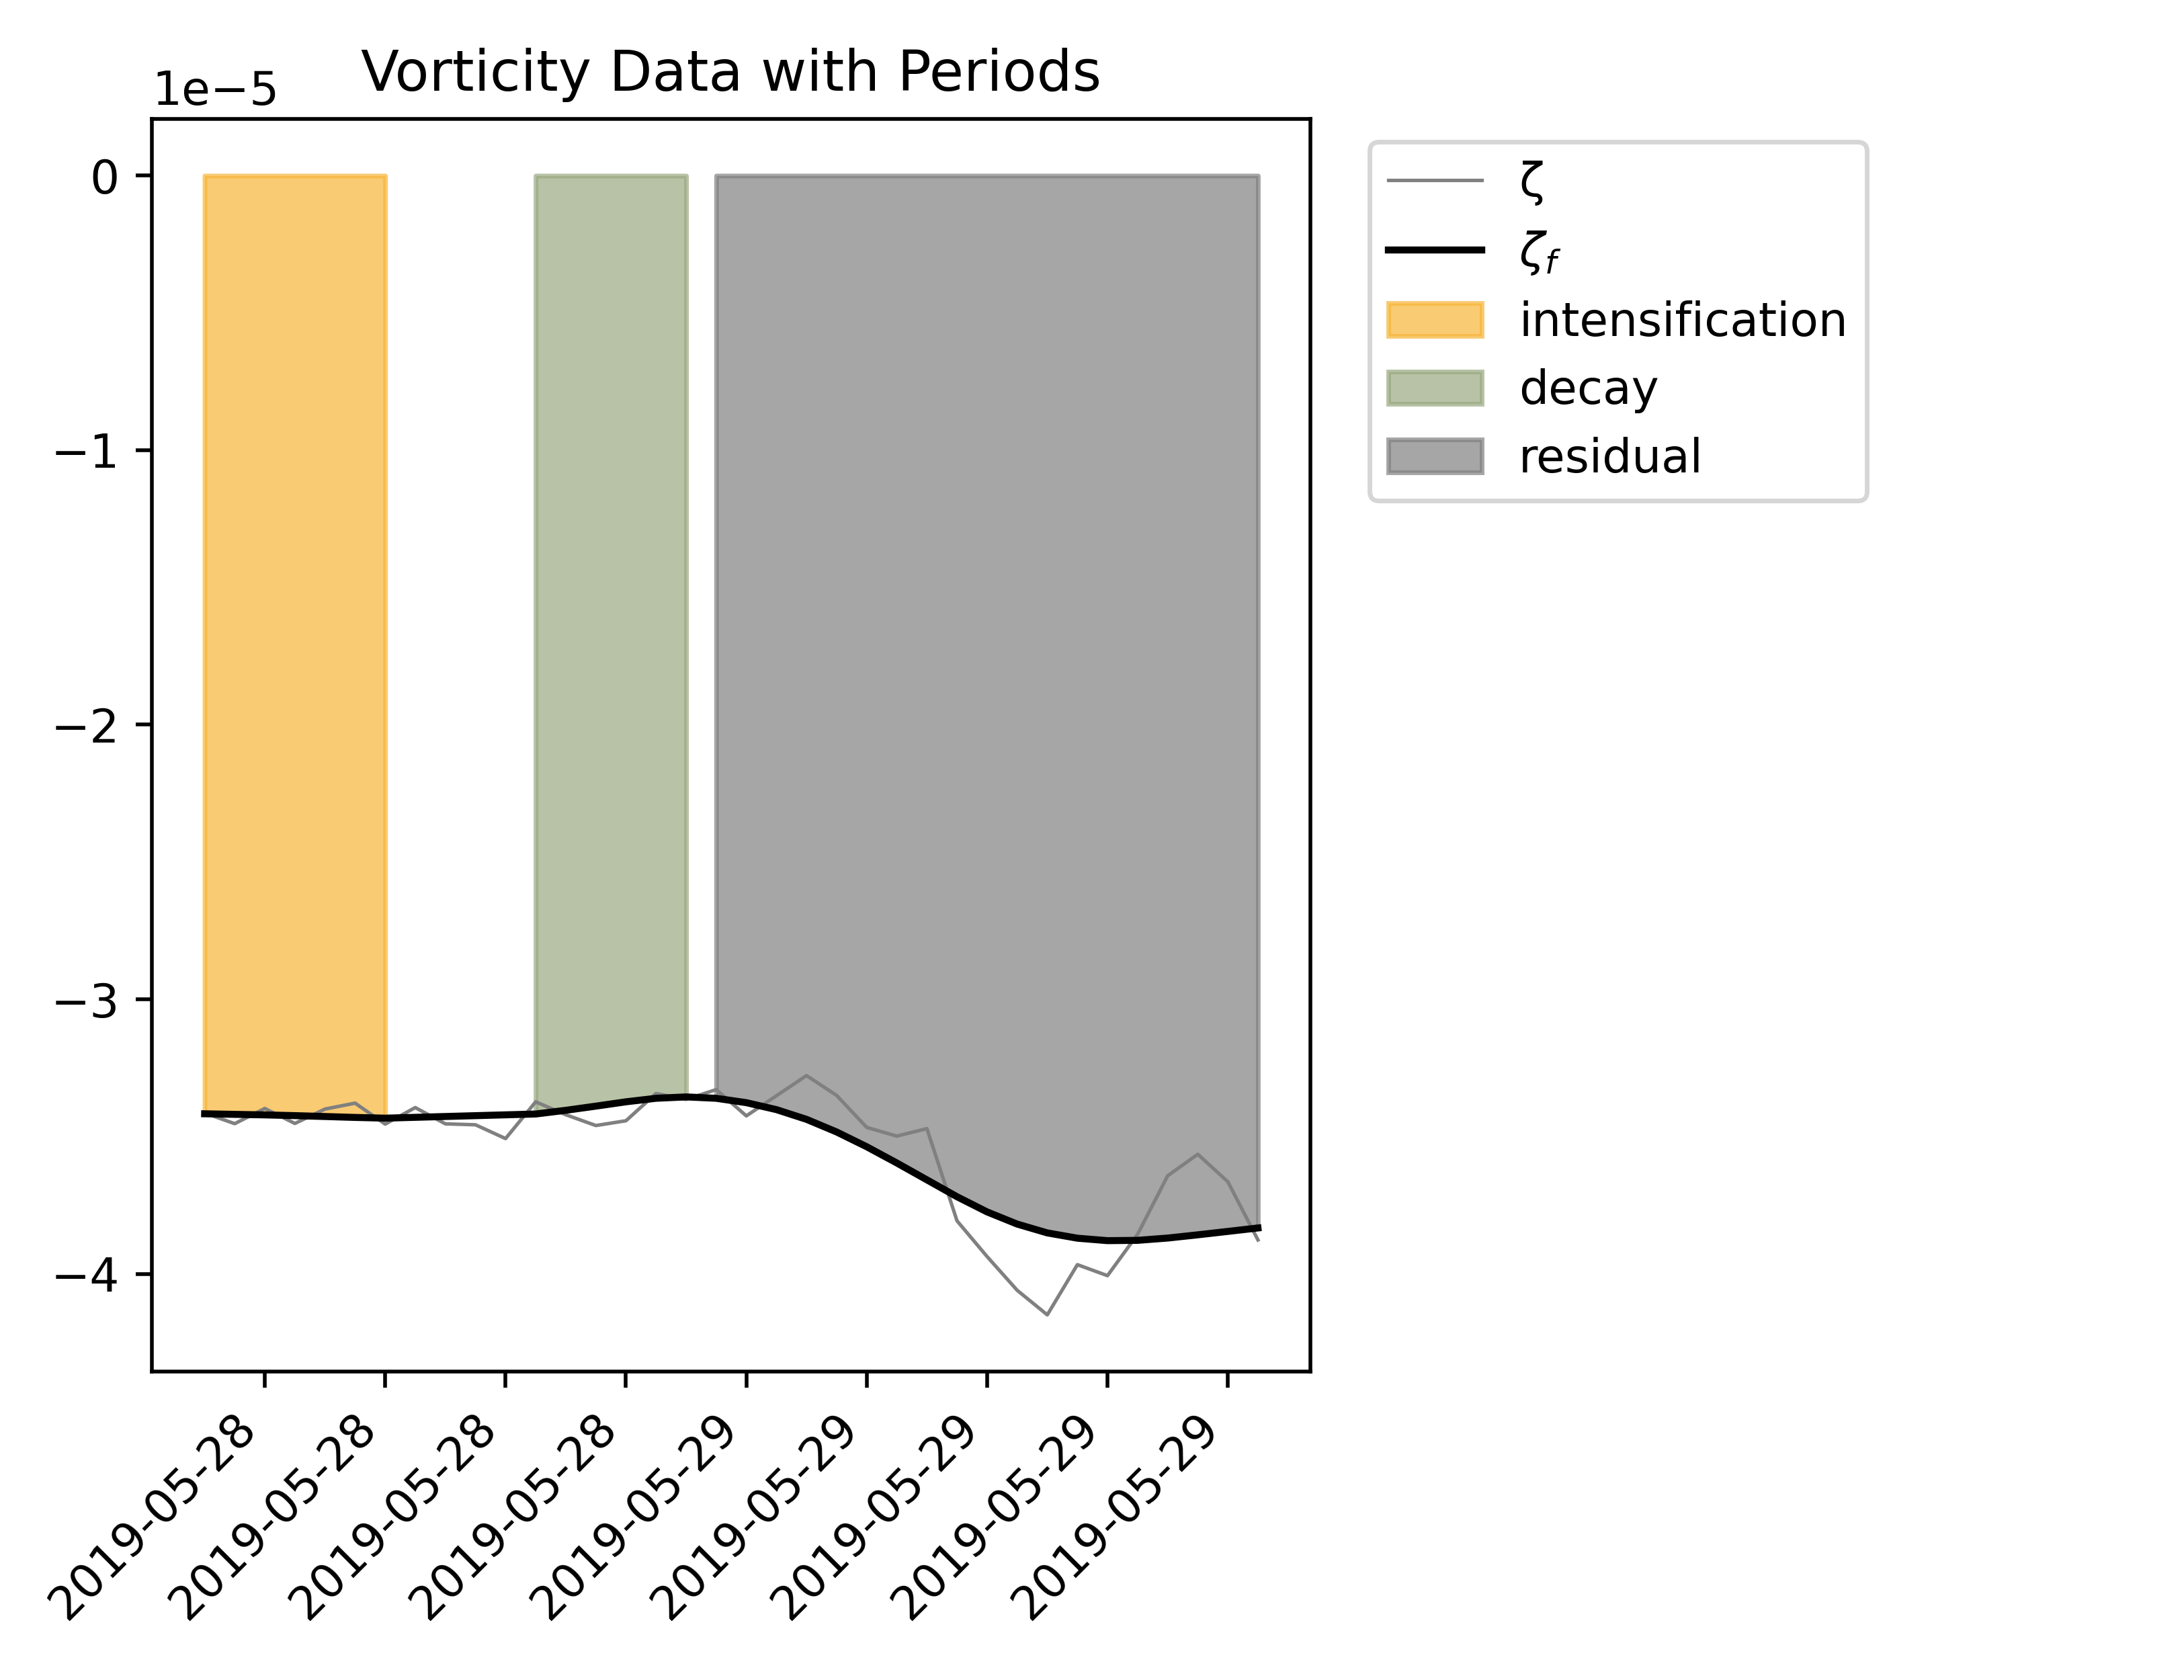 Vorticity Data with Periods
1e−5
0
−1
−2
−3
−4
2019-05-28
2019-05-28
2019-05-28
2019-05-28
2019-05-29
2019-05-29
2019-05-29
2019-05-29
2019-05-29
ζ
ζf
intensification
decay
residual